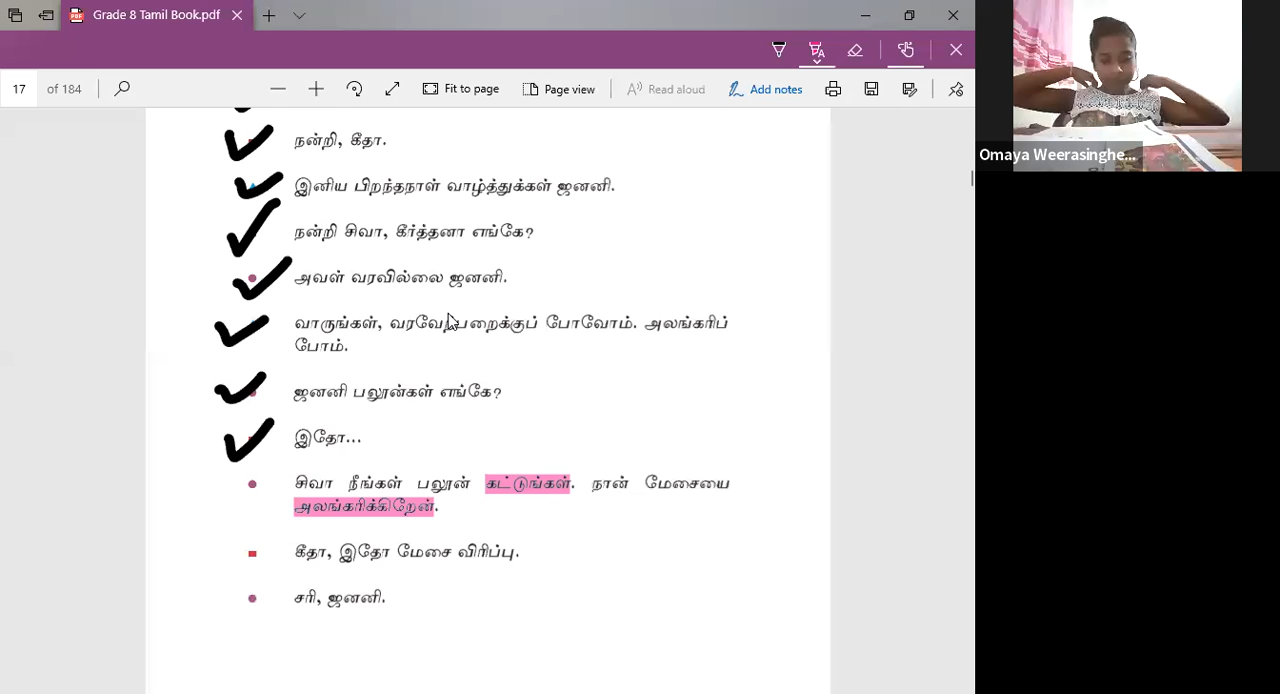 Grade 8 Tamil Book.pdf
17 of 184 Fit to page Page view Read aloud Add notes
நன்றி, கீதா.
இனிய பிறந்தநாள் வாழ்த்துக்கள் ஜனனி.
நன்றி சிவா, கீர்த்தனா எங்கே?
அவள் வரவில்லை ஜனனி.
வாருங்கள், வரவேற்பறைக்குப் போவோம். அலங்கரிப்
போம்.
ஜனனி பலூன்கள் எங்கே?
இதோ...
சிவா நீங்கள் பலூன் கட்டுங்கள். நான் மேசையை
அலங்கரிக்கிறேன்.
கீதா, இதோ மேசை விரிப்பு.
சரி, ஜனனி.
Omaya Weerasinghe...